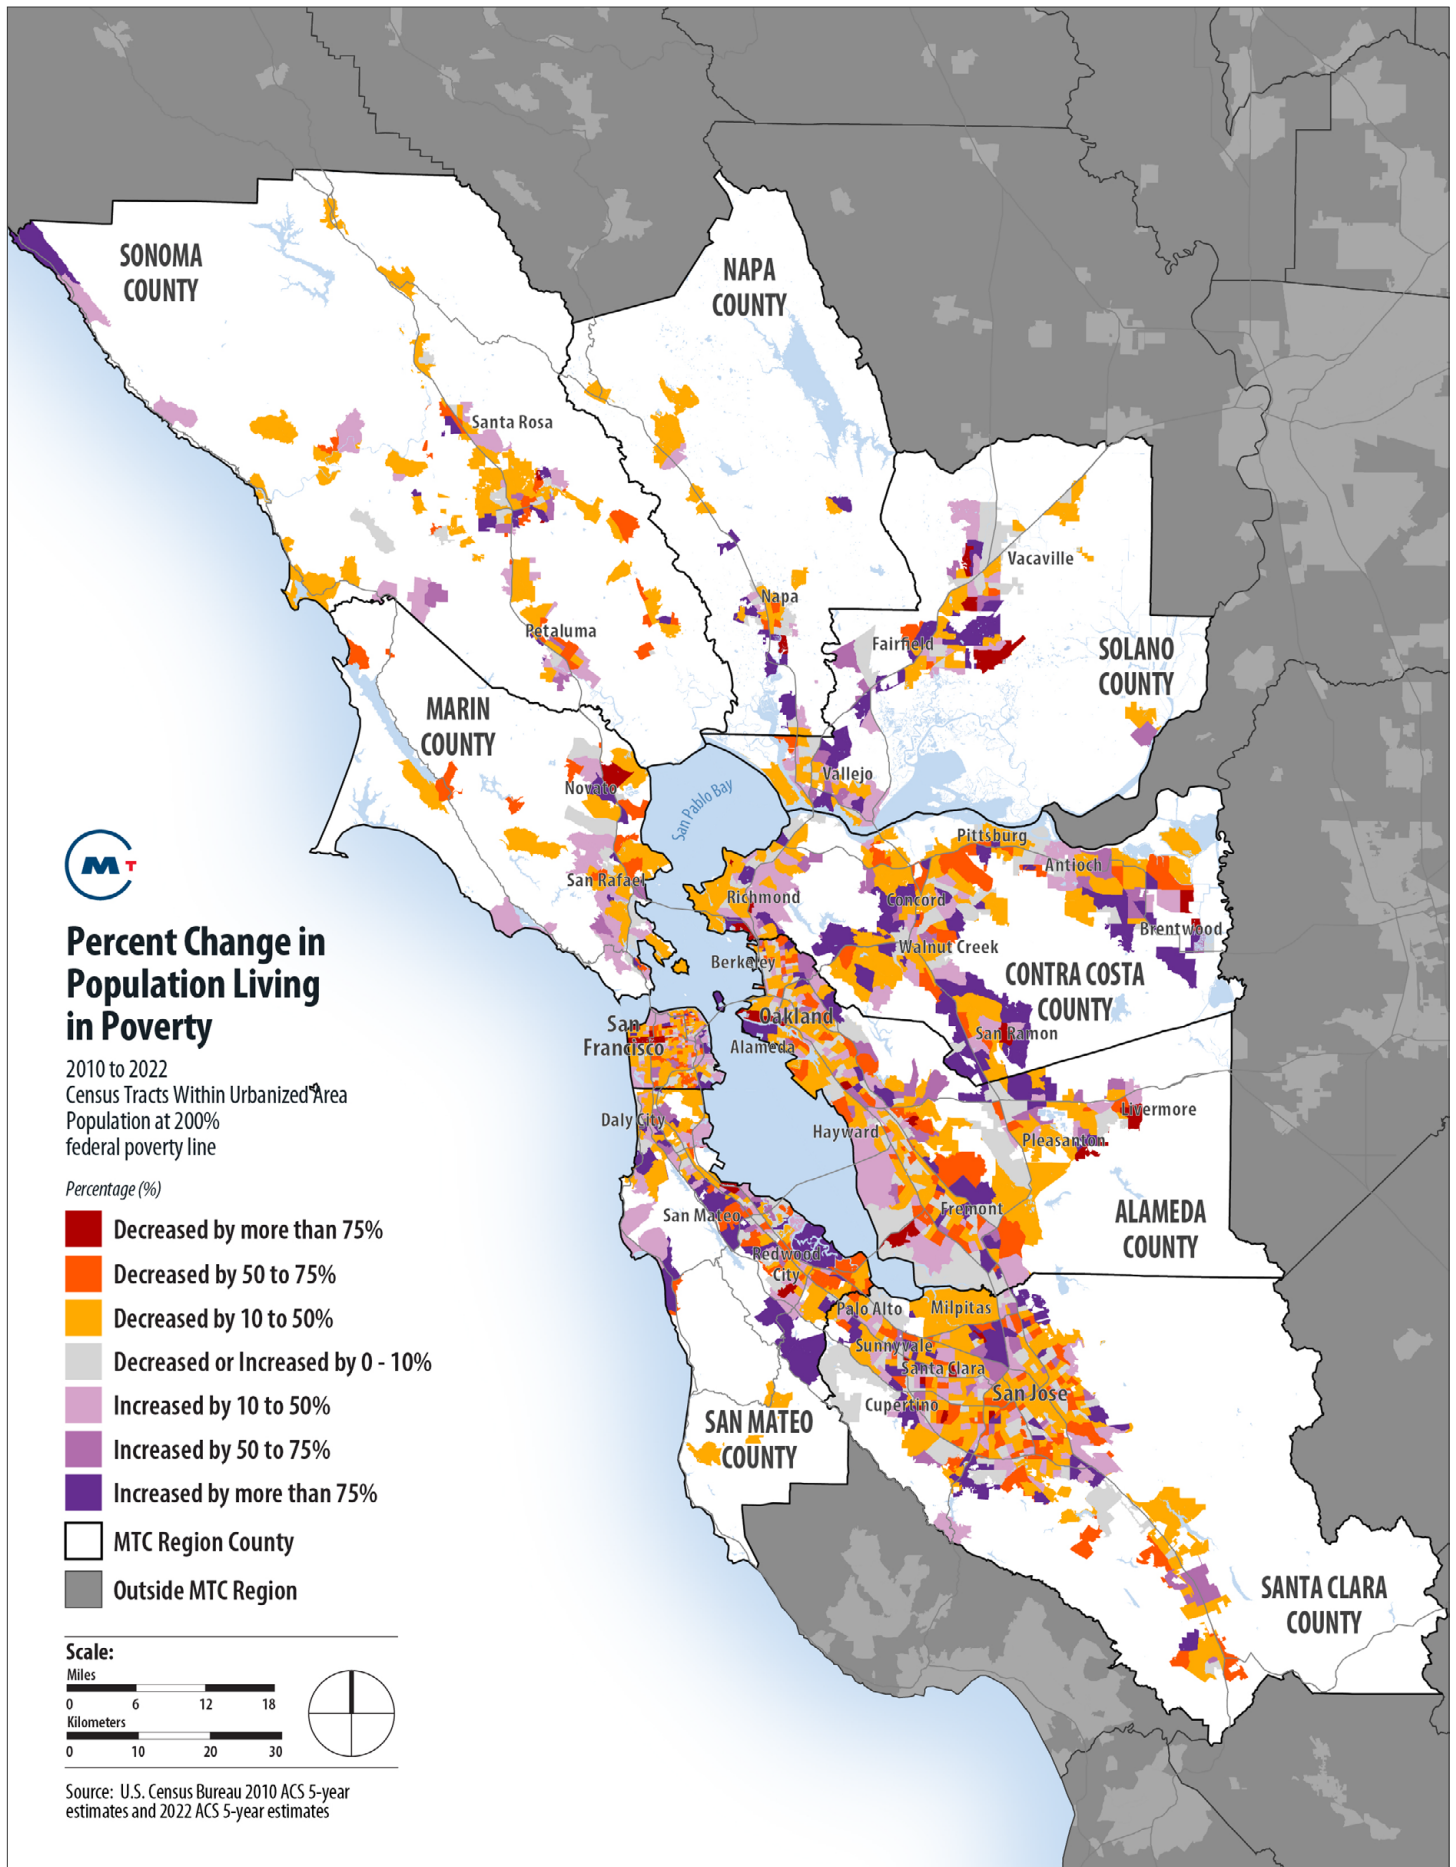 SONOMA
COUNTY
NAPA
COUNTY
Santa Rosa
Vacaville
Napa
Petaluma
Fairfield
SOLANO
COUNTY
MARIN
COUNTY
Vallejo
Novato
San Pablo Bay
Pittsburg
Antioch
San Rafael
Richmond
Concord
Brentwood
Walnut Creek
Berkeley
CONTRA COSTA
COUNTY
Oakland
San
Francisco
San Ramon
Alameda
Daly City
Livermore
Hayward
Pleasanton
Fremont
San Mateo
ALAMEDA
COUNTY
Redwood
City
Palo Alto
Milpitas
Sunnyvale
Santa Clara
San Jose
Cupertino
SAN MATEO
COUNTY
SANTA CLARA
COUNTY
M T
Percent Change in
Population Living
in Poverty
2010 to 2022
Census Tracts Within Urbanized Area
Population at 200%
federal poverty line
Percentage (%)
Decreased by more than 75%
Decreased by 50 to 75%
Decreased by 10 to 50%
Decreased or Increased by 0 - 10%
Increased by 10 to 50%
Increased by 50 to 75%
Increased by more than 75%
MTC Region County
Outside MTC Region
Scale:
Miles
0 6 12 18
Kilometers
0 10 20 30
Source: U.S. Census Bureau 2010 ACS 5-year
estimates and 2022 ACS 5-year estimates